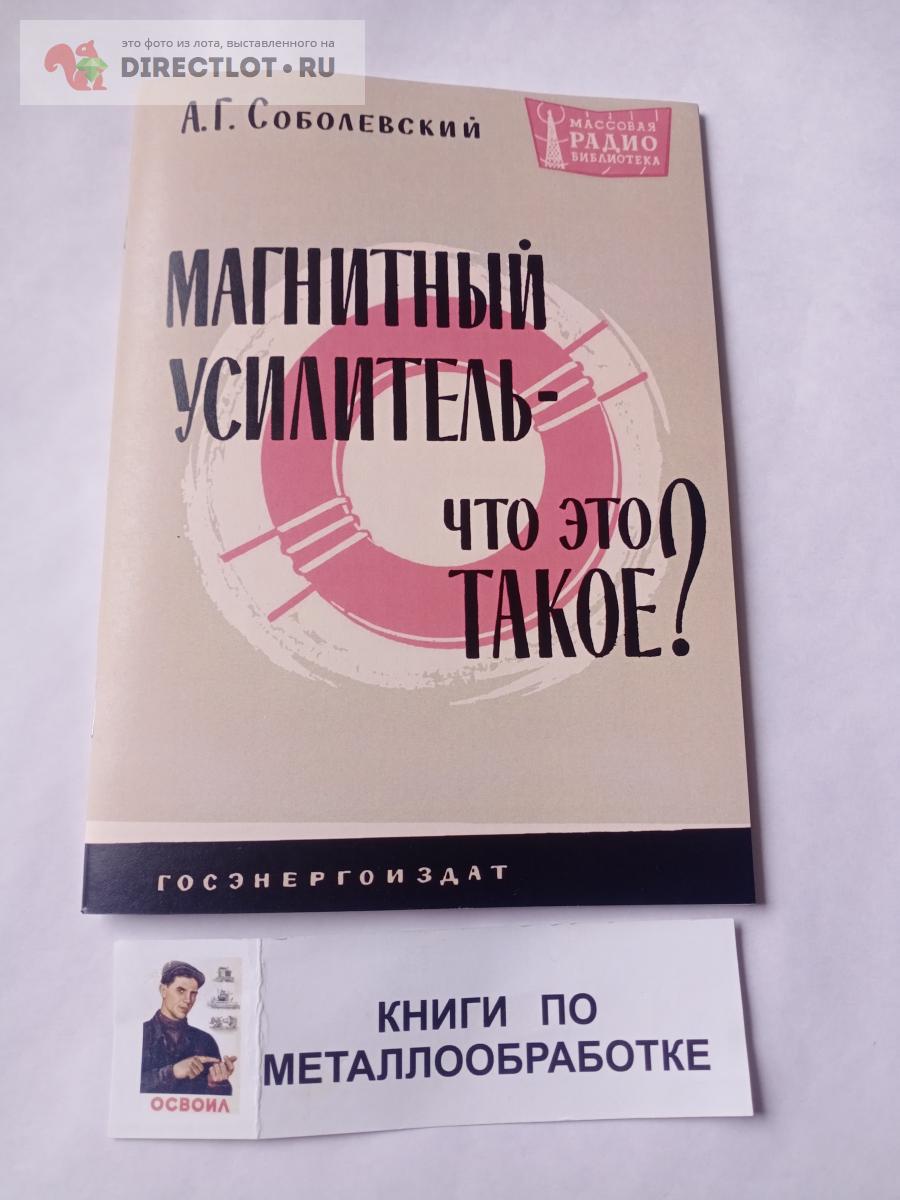 это фото из лота, выставленного на
DIRECTLOT.RU
А.Г. Соболевский
МАССОВАЯ
РАДИО
БИБЛИОТЕКА
МАГНИТНЫЙ
УСИЛИТЕЛЬ-
ЧТО ЭТО
ТАКОЕ?
ГОСЭНЕРГОИЗДАТ
КНИГИ ПО
МЕТАЛЛООБРАБОТКЕ
ОСВОИЛ